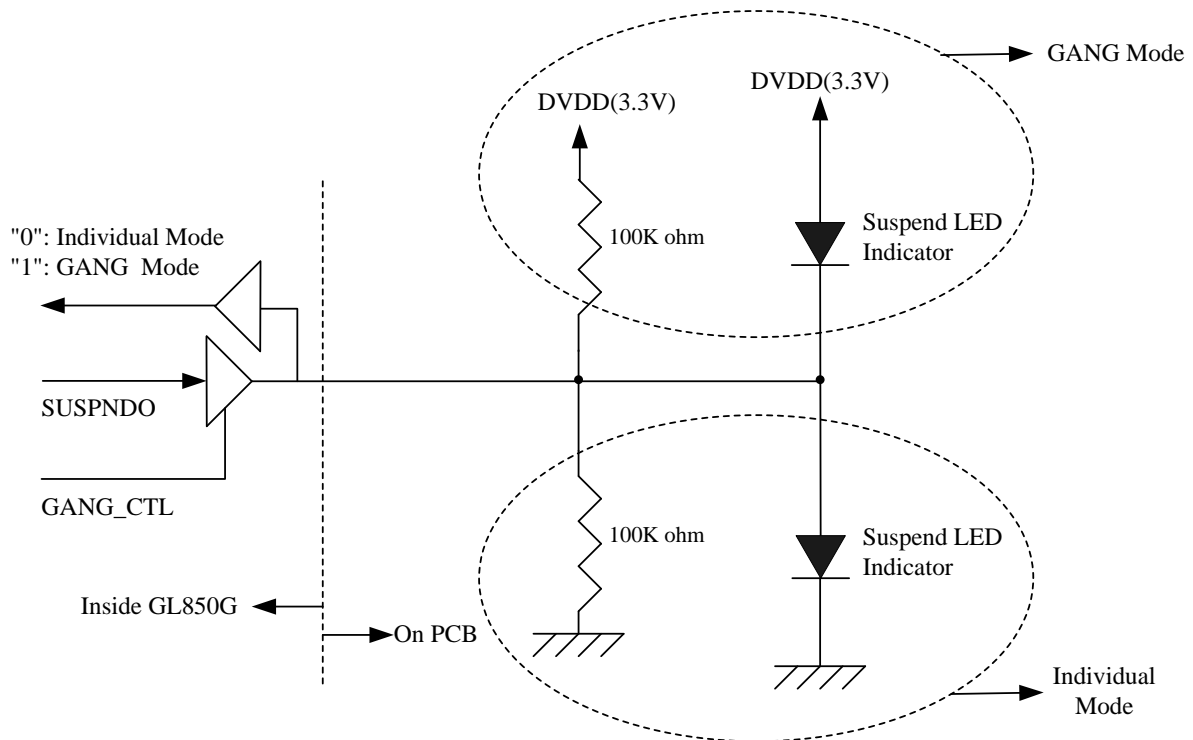 GANG Mode
DVDD(3.3V)
DVDD(3.3V)
"0": Individual Mode
"1": GANG  Mode
100K ohm
Suspend LED
Indicator
SUSPNDO
GANG_CTL
100K ohm
Suspend LED
Indicator
Inside GL850G
On PCB
Individual
Mode